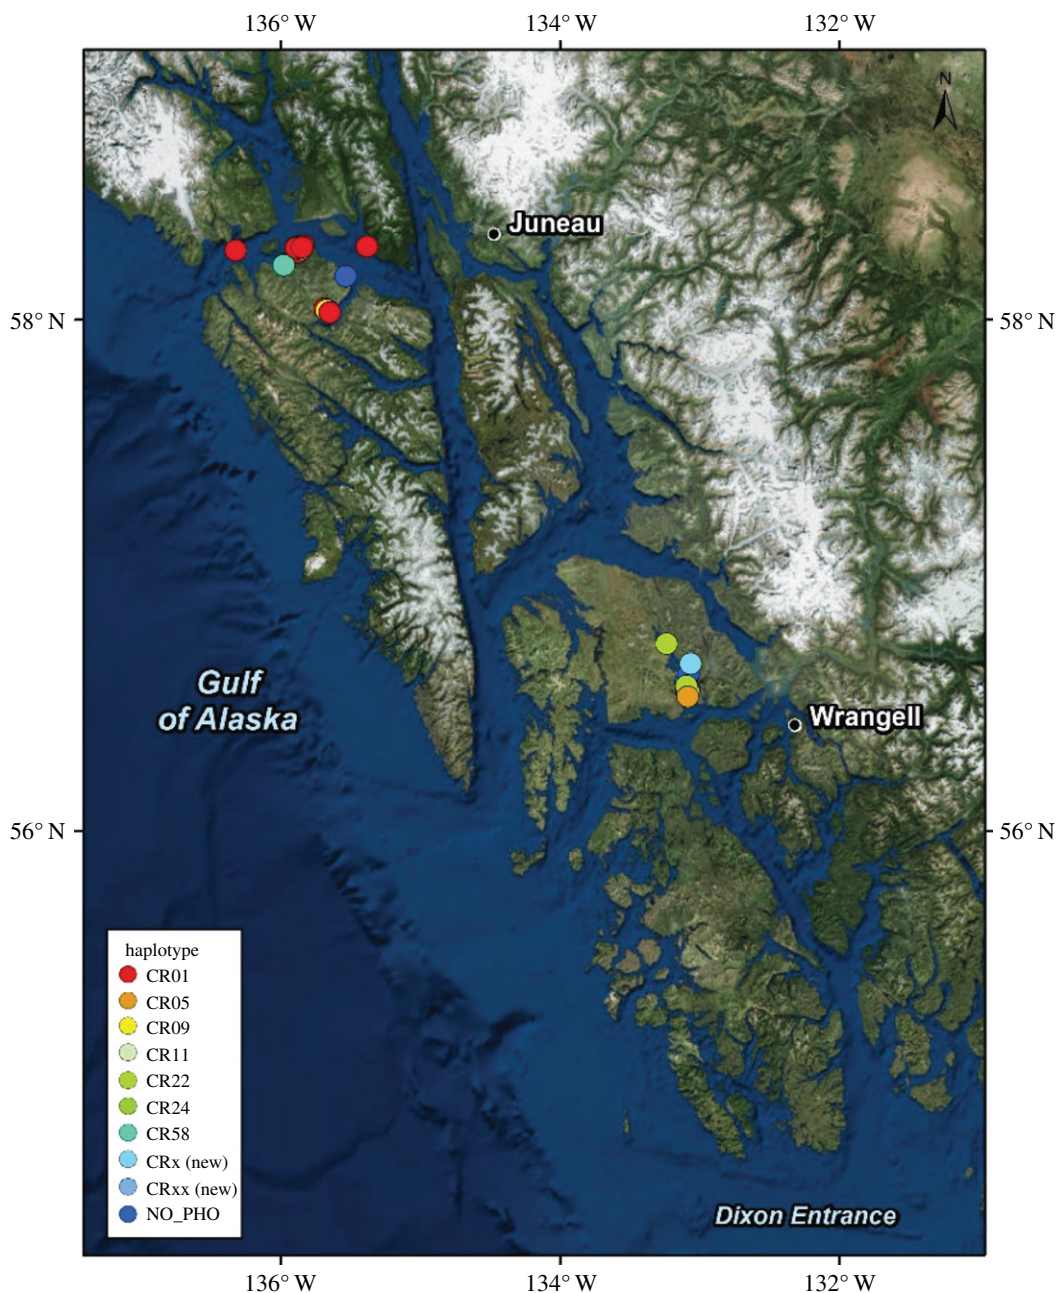 136° W 134° W 132° W
N
Juneau
58° N 58° N
Gulf
of Alaska
Wrangell
56° N 56° N
haplotype
CR01
CR05
CR09
CR11
CR22
CR24
CR58
CRx (new)
CRxx (new)
NO_PHO
Dixon Entrance
136° W 134° W 132° W